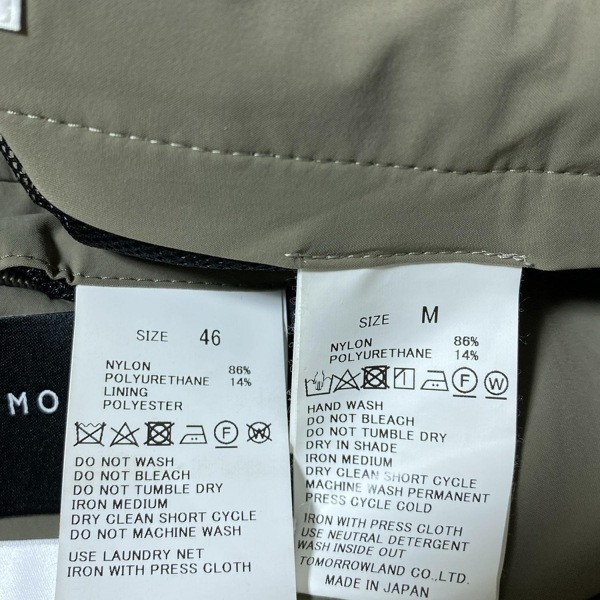 MO
SIZE 46
NYLON 86%
POLYURETHANE 14%
LINING
POLYESTER
DO NOT WASH
DO NOT BLEACH
DO NOT TUMBLE DRY
IRON MEDIUM
DRY CLEAN SHORT CYCLE
DO NOT MACHINE WASH
USE LAUNDRY NET
IRON WITH PRESS CLOTH
SIZE M
NYLON 86%
POLYURETHANE 14%
HAND WASH
DO NOT BLEACH
DO NOT TUMBLE DRY
DRY IN SHADE
IRON MEDIUM
DRY CLEAN SHORT CYCLE
MACHINE WASH PERMANENT
PRESS CYCLE COLD
IRON WITH PRESS CLOTH
USE NEUTRAL DETERGENT
WASH INSIDE OUT
TOMORROWLAND CO.,LTD.
MADE IN JAPAN